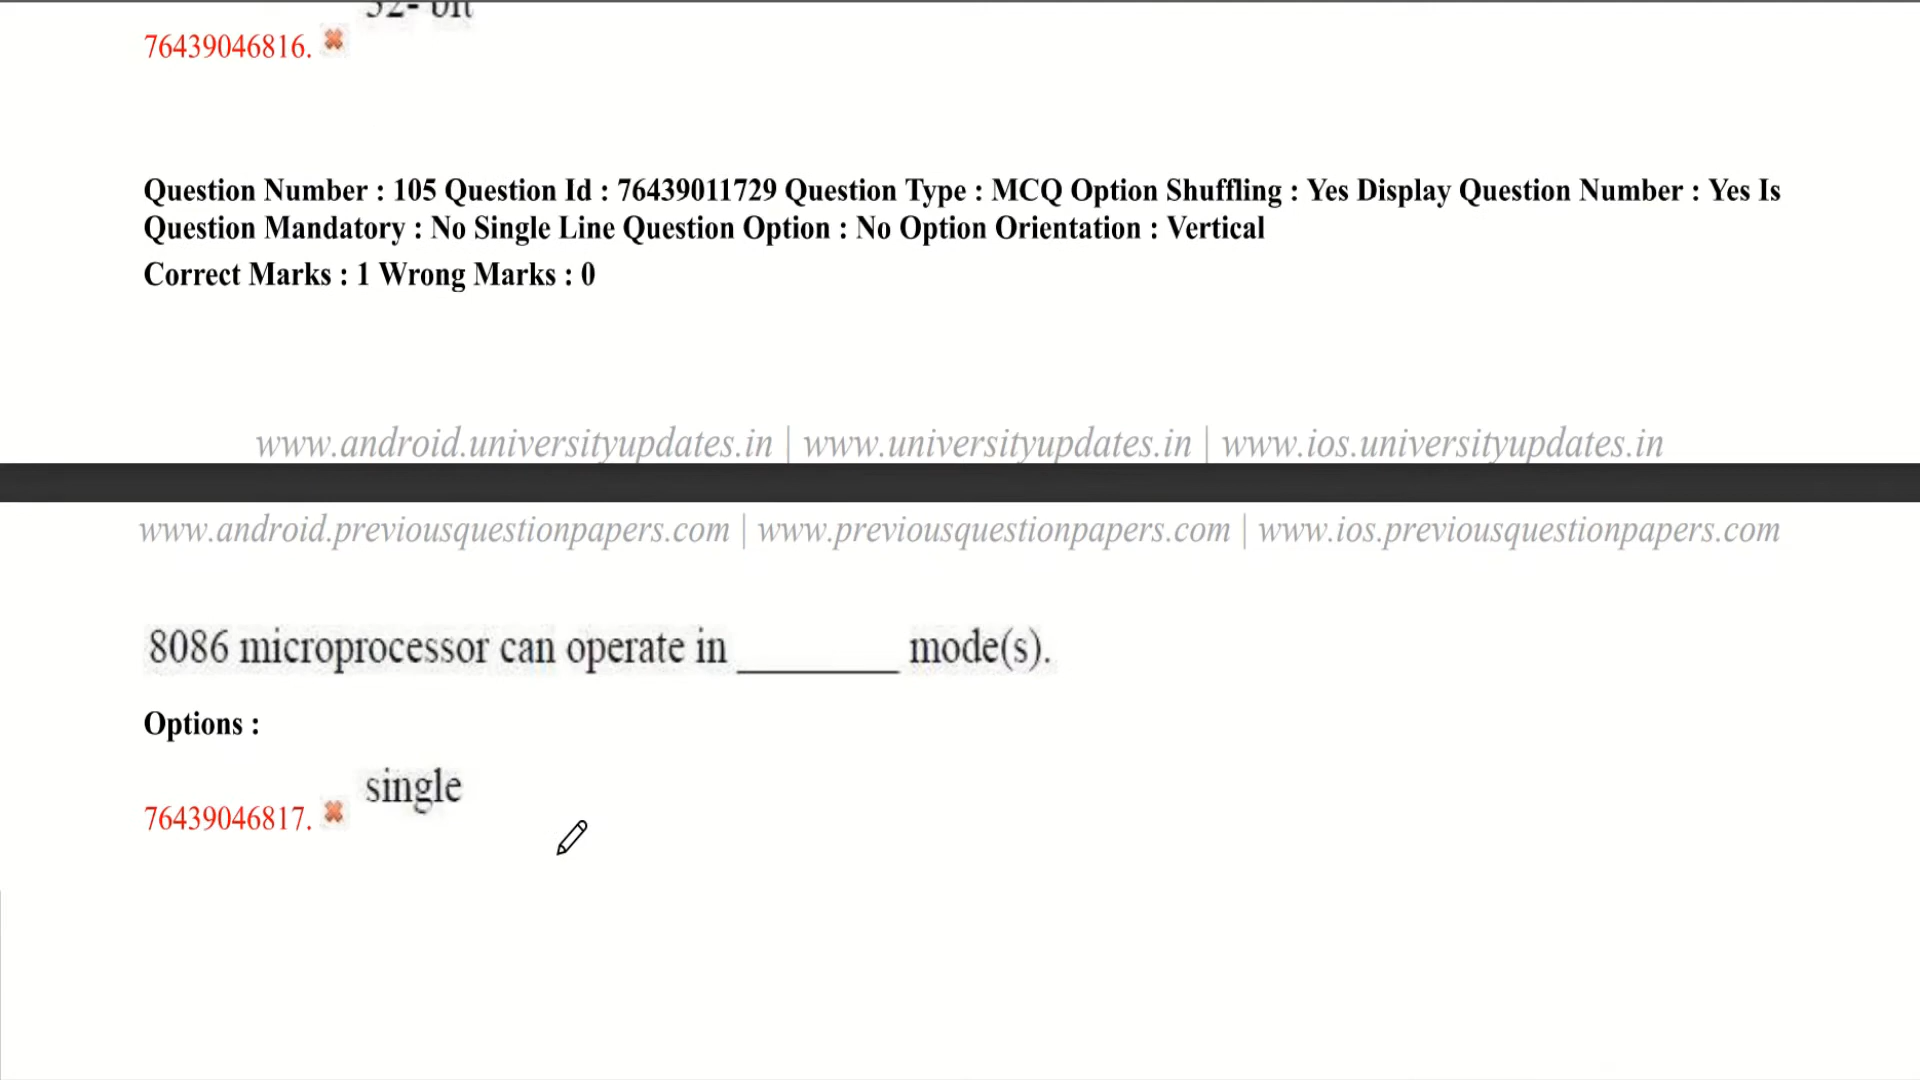 32- bit
76439046816.
Question Number : 105 Question Id : 76439011729 Question Type : MCQ Option Shuffling : Yes Display Question Number : Yes Is
Question Mandatory : No Single Line Question Option : No Option Orientation : Vertical
Correct Marks : 1 Wrong Marks : 0
www.android.universityupdates.in | www.universityupdates.in | www.ios.universityupdates.in
www.android.previousquestionpapers.com | www.previousquestionpapers.com | www.ios.previousquestionpapers.com
8086 microprocessor can operate in ________ mode(s).
Options :
single
76439046817.